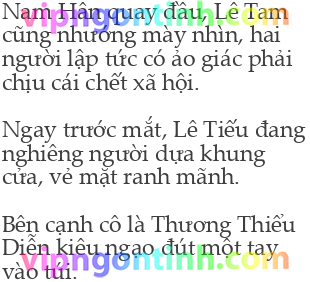 Nam Hân quay đầu, Lê Tam
cũng nhướng mày nhìn, hai
người lập tức có ảo giác phải
chịu cái chết xã hội.
Ngay trước mắt, Lê Tiếu đang
nghiêng người dựa khung
cửa, vẻ mặt ranh mãnh.
Bên cạnh cô là Thương Thiểu
Diễn kiêu ngạo đút một tay
vào túi.
vipngontinh.com
vipngontinh.com